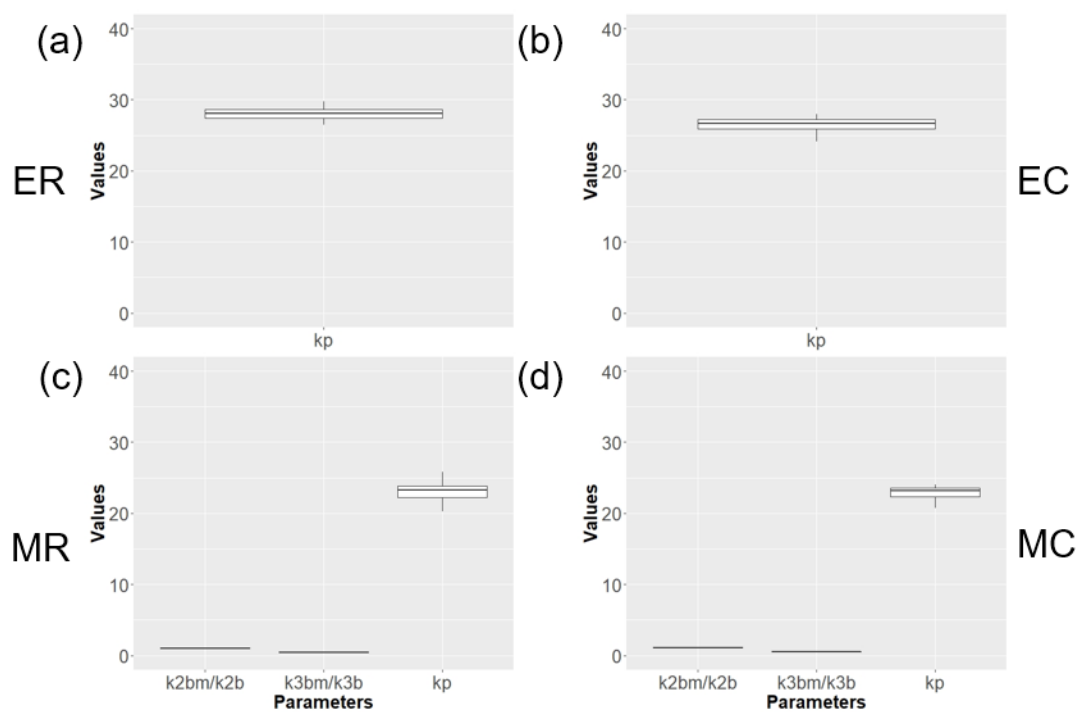 (a)
40
30
20
10
0
Values
ER
kp
(b)
40
30
20
10
0
Values
EC
kp
(c)
40
30
20
10
0
Values
MR
k2bm/k2b k3bm/k3b kp
Parameters
(d)
40
30
20
10
0
Values
MC
k2bm/k2b k3bm/k3b kp
Parameters